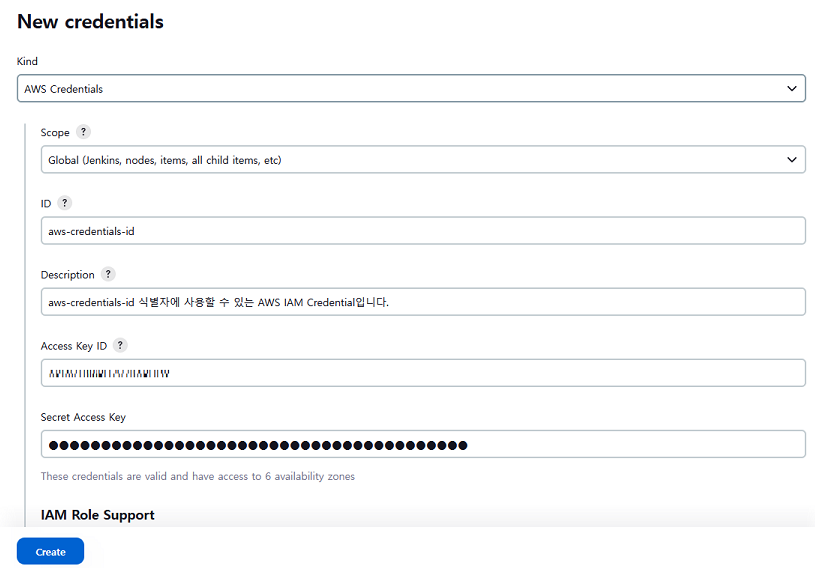 New credentials
Kind
AWS Credentials
Scope ?
Global (Jenkins, nodes, items, all child items, etc)
ID ?
aws-credentials-id
Description ?
aws-credentials-id 식별자에 사용할 수 있는 AWS IAM Credential입니다.
Access Key ID ?
Secret Access Key
These credentials are valid and have access to 6 availability zones
IAM Role Support
Create